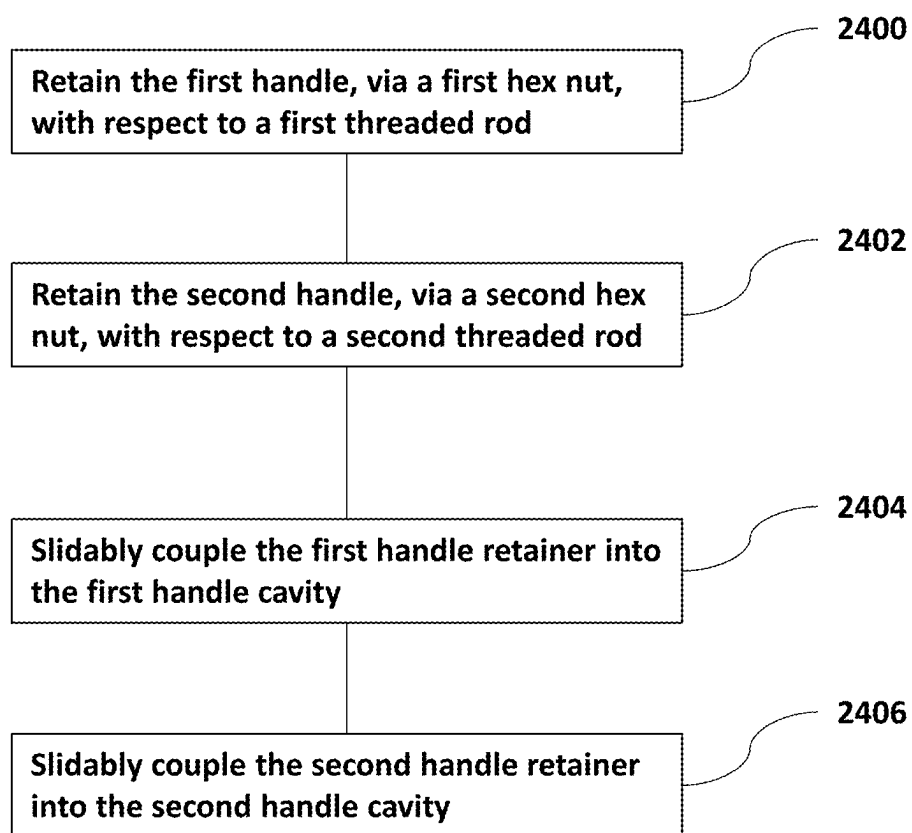 2400
Retain the first handle, via a first hex nut,
with respect to a first threaded rod
2402
Retain the second handle, via a second hex
nut, with respect to a second threaded rod
2404
Slidably couple the first handle retainer into
the first handle cavity
2406
Slidably couple the second handle retainer
into the second handle cavity